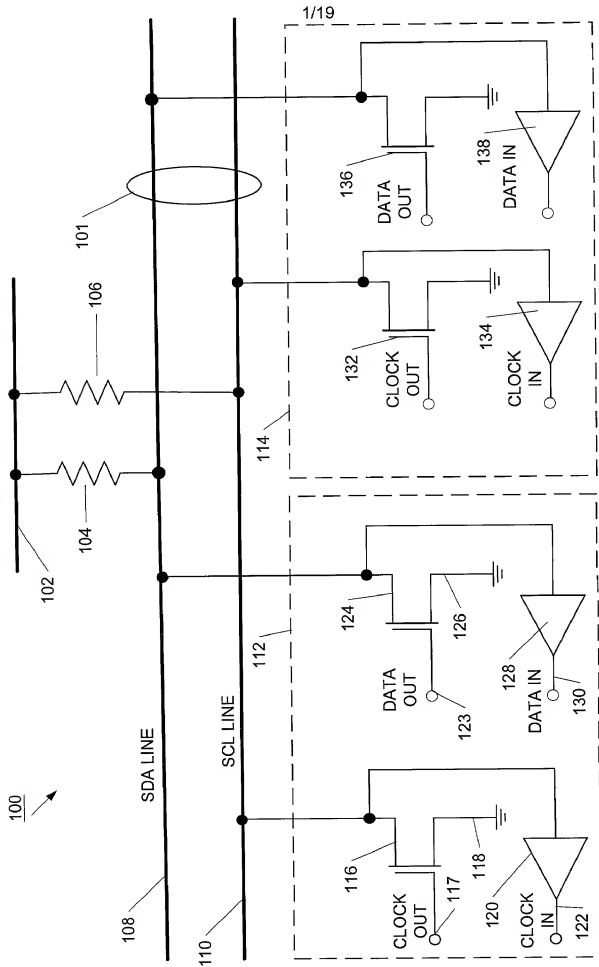 1/19
100
102
104
106
101
108
SDA LINE
110
SCL LINE
112
114
116
CLOCK
OUT
117
118
120
CLOCK
IN
122
124
DATA
OUT
123
126
128
DATA IN
130
132
CLOCK
OUT
134
CLOCK
IN
136
DATA
OUT
138
DATA IN